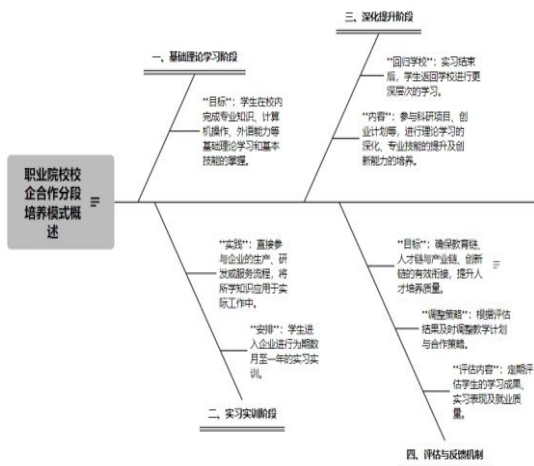 职业院校校
企合作分段
培养模式概
述
一、基础理论学习阶段
**目标**：学生在校内
完成专业知识、计算
机操作、外语能力等
基础理论学习和基本
技能的掌握。
**实践**：直接参
与企业的生产、研
发或服务流程，将
所学知识应用于实
际工作中。
**安排**：学生进
入企业进行为期数
月至一年的实习实
训。
二、实习实训阶段
三、深化提升阶段
**回归学校**：实习结束
后，学生返回学校进行更
深层次的学习。
**内容**：参与科研项目、创
业计划等，进行理论学习的
深化、专业技能的提升及创
新能力的培养。
**目标**：确保教育链、
人才链与产业链、创新
链的有效衔接，提升人
才培养质量。
**调整策略**：根据评估
结果及时调整教学计划
与合作策略。
**评估内容**：定期评
估学生的学习成果、
实习表现及就业质
量。
四、评估与反馈机制